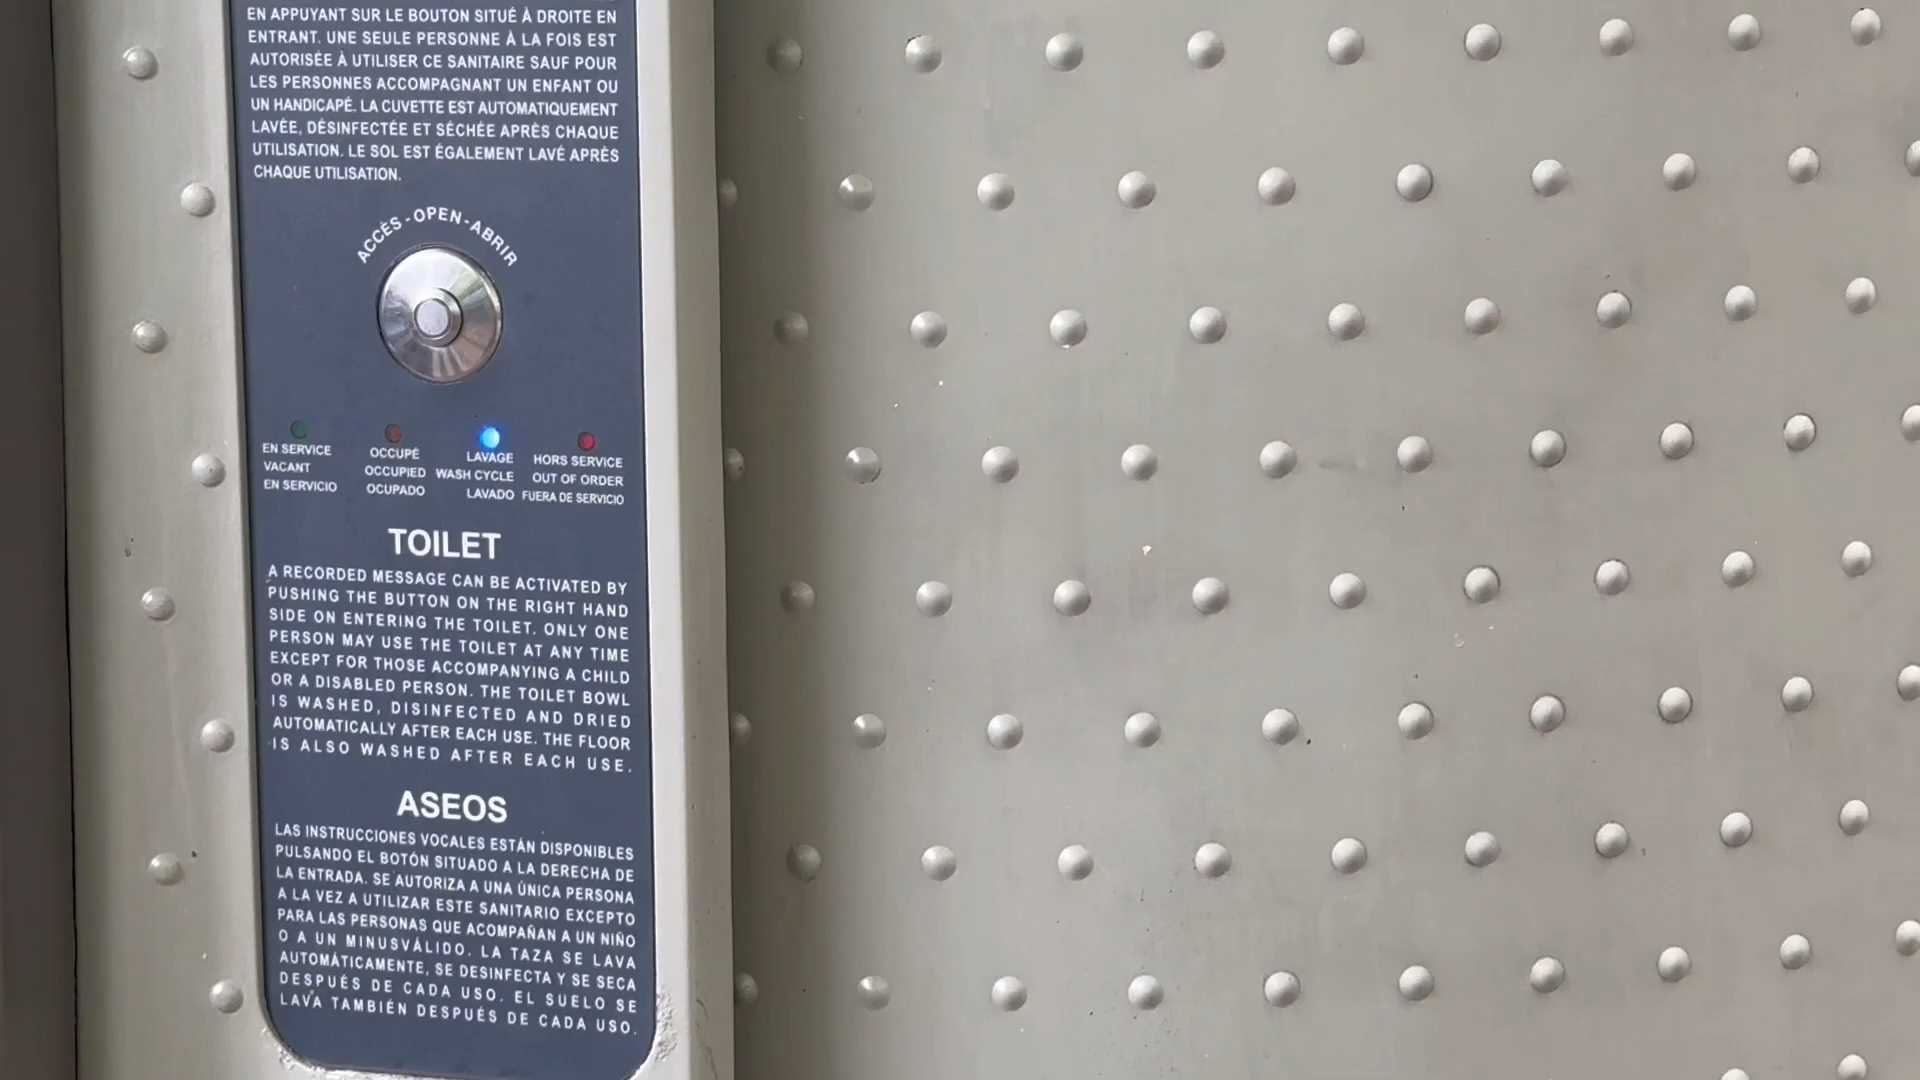 EN APPUYANT SUR LE BOUTON SITUÉ À DROITE EN
ENTRANT. UNE SEULE PERSONNE À LA FOIS EST
AUTORISÉE À UTILISER CE SANITAIRE SAUF POUR
LES PERSONNES ACCOMPAGNANT UN ENFANT OU
UN HANDICAPÉ. LA CUVETTE EST AUTOMATIQUEMENT
LAVÉE, DÉSINFECTÉE ET SÉCHÉE APRÈS CHAQUE
UTILISATION. LE SOL EST ÉGALEMENT LAVÉ APRÈS
CHAQUE UTILISATION.
ACCÈS - OPEN - ABRIR
EN SERVICE
VACANT
EN SERVICIO
OCCUPÉ
OCCUPIED
OCUPADO
LAVAGE
WASH CYCLE
LAVADO
HORS SERVICE
OUT OF ORDER
FUERA DE SERVICIO
TOILET
A RECORDED MESSAGE CAN BE ACTIVATED BY
PUSHING THE BUTTON ON THE RIGHT HAND
SIDE ON ENTERING THE TOILET. ONLY ONE
PERSON MAY USE THE TOILET AT ANY TIME
EXCEPT FOR THOSE ACCOMPANYING A CHILD
OR A DISABLED PERSON. THE TOILET BOWL
IS WASHED, DISINFECTED AND DRIED
AUTOMATICALLY AFTER EACH USE. THE FLOOR
IS ALSO WASHED AFTER EACH USE.
ASEOS
LAS INSTRUCCIONES VOCALES ESTÁN DISPONIBLES
PULSANDO EL BOTÓN SITUADO A LA DERECHA DE
LA ENTRADA. SE AUTORIZA A UNA ÚNICA PERSONA
A LA VEZ A UTILIZAR ESTE SANITARIO EXCEPTO
PARA LAS PERSONAS QUE ACOMPAÑAN A UN NIÑO
O A UN MINUSVÁLIDO. LA TAZA SE LAVA
AUTOMÁTICAMENTE, SE DESINFECTA Y SE SECA
DESPUÉS DE CADA USO. EL SUELO SE
LAVA TAMBIÉN DESPUÉS DE CADA USO.